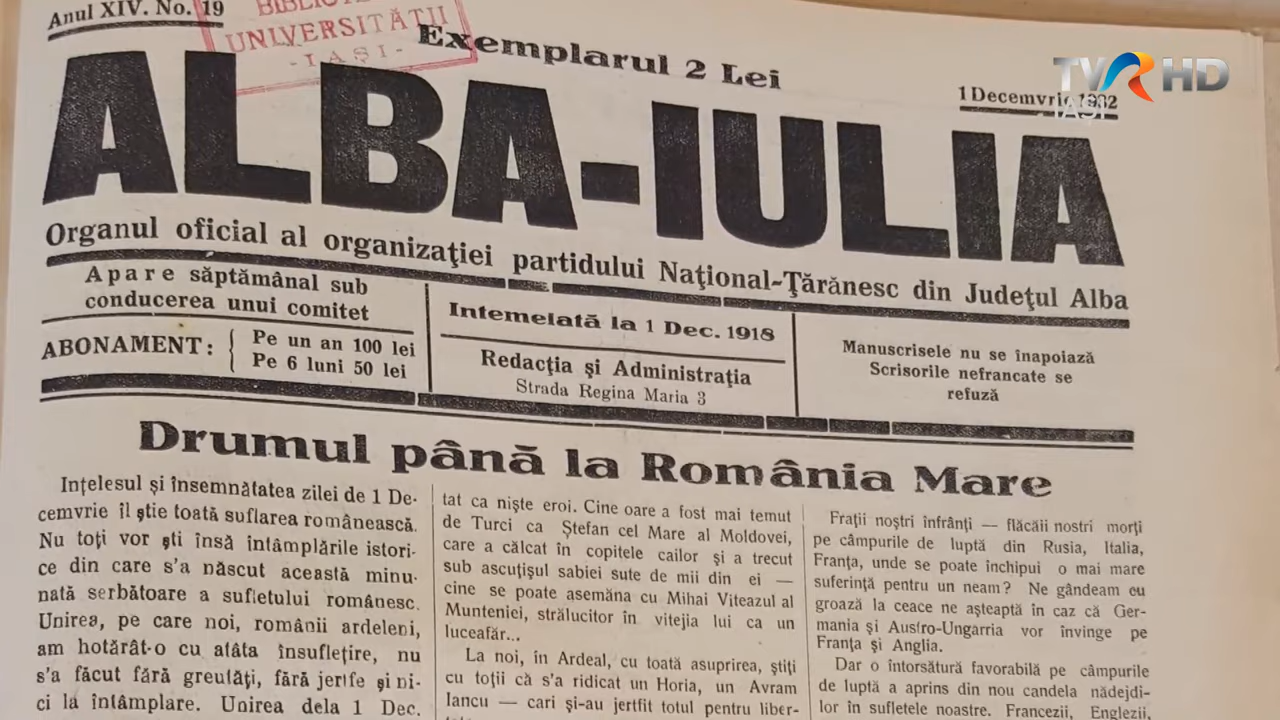 Anul XIV. No. 19
UNIVERSITĂȚII
- IAȘI -
Exemplarul 2 Lei
TVR HD
IAȘI
1 Decemvrie 1932
ALBA-IULIA
Organul oficial al organizației partidului Național-Țărănesc din Județul Alba
Apare săptămânal sub
conducerea unui comitet
ABONAMENT:
Pe un an 100 lei
Pe 6 luni 50 lei
Intemeiată la 1 Dec. 1918
Redacția și Administrația
Strada Regina Maria 3
Manuscrisele nu se înapoiază
Scrisorile nefrancate se
refuză
Drumul până la România Mare
Ințelesul și însemnătatea zilei de 1 De-
cemvrie îl știe toată suflarea românească.
Nu toți vor ști însă întâmplările istori-
ce din care s'a născut această minu-
nată serbătoare a sufletului românesc.
Unirea, pe care noi, românii ardeleni,
am hotărât-o cu atâta însuflețire, nu
s'a făcut fără greutăți, fără jertfe și ni-
ci la întâmplare. Unirea dela 1 Dec.
tat ca niște eroi. Cine oare a fost mai temut
de Turci ca Ștefan cel Mare al Moldovei,
care a călcat în copitele cailor și a trecut
sub ascuțișul sabiei sute de mii din ei —
cine se poate asemăna cu Mihai Viteazul al
Munteniei, strălucitor în vitejia lui ca un
luceafăr...
La noi, în Ardeal, cu toată asuprirea, știți
cu toții că s'a ridicat un Horia, un Avram
Iancu — cari și-au jertfit totul pentru liber-
Frații noștri înfrânți — flăcăii nostri morți
pe câmpurile de luptă din Rusia, Italia,
Franța, unde se poate închipui o mai mare
suferință pentru un neam? Ne gândeam cu
groază la ceace ne așteaptă în caz că Ger-
mania și Austro-Ungarria vor învinge pe
Franța și Anglia.
Dar o întorsătură favorabilă pe câmpurile
de luptă a aprins din nou candela nădejdi-
lor în sufletele noastre. Francezii, Englezii,